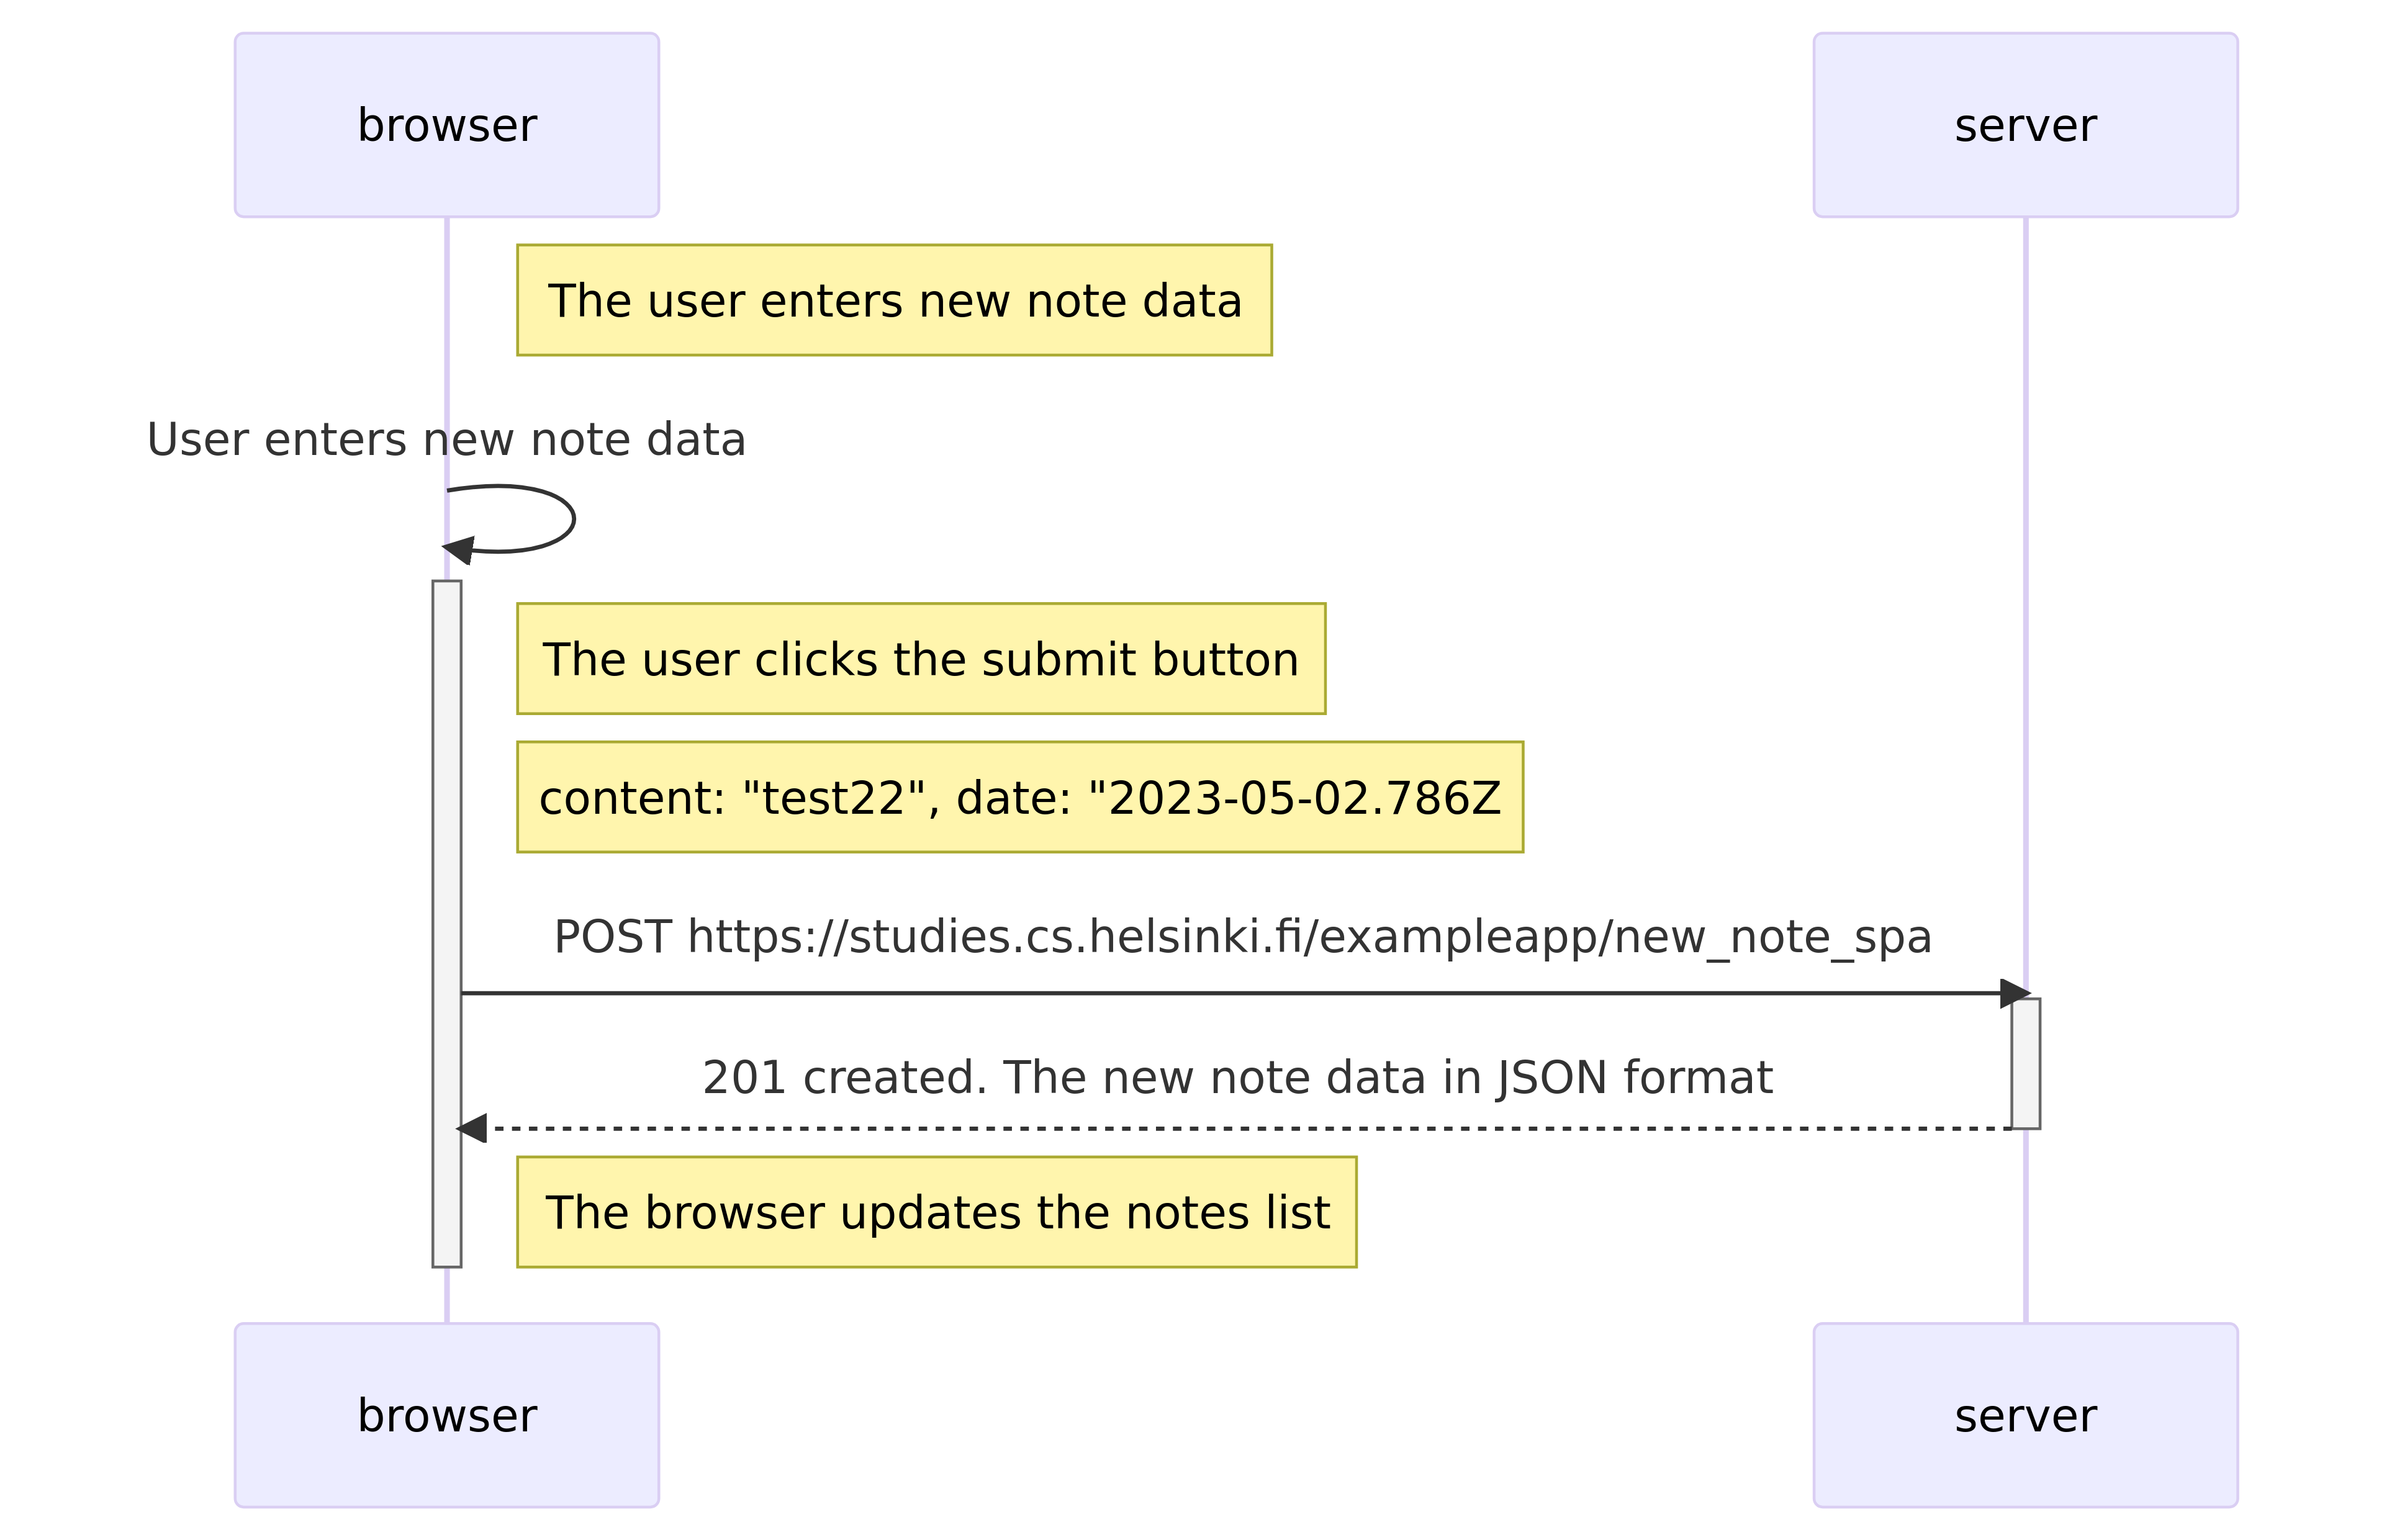 browser
server
The user enters new note data
User enters new note data
The user clicks the submit button
content: "test22", date: "2023-05-02.786Z
POST https://studies.cs.helsinki.fi/exampleapp/new_note_spa
201 created. The new note data in JSON format
The browser updates the notes list
browser
server